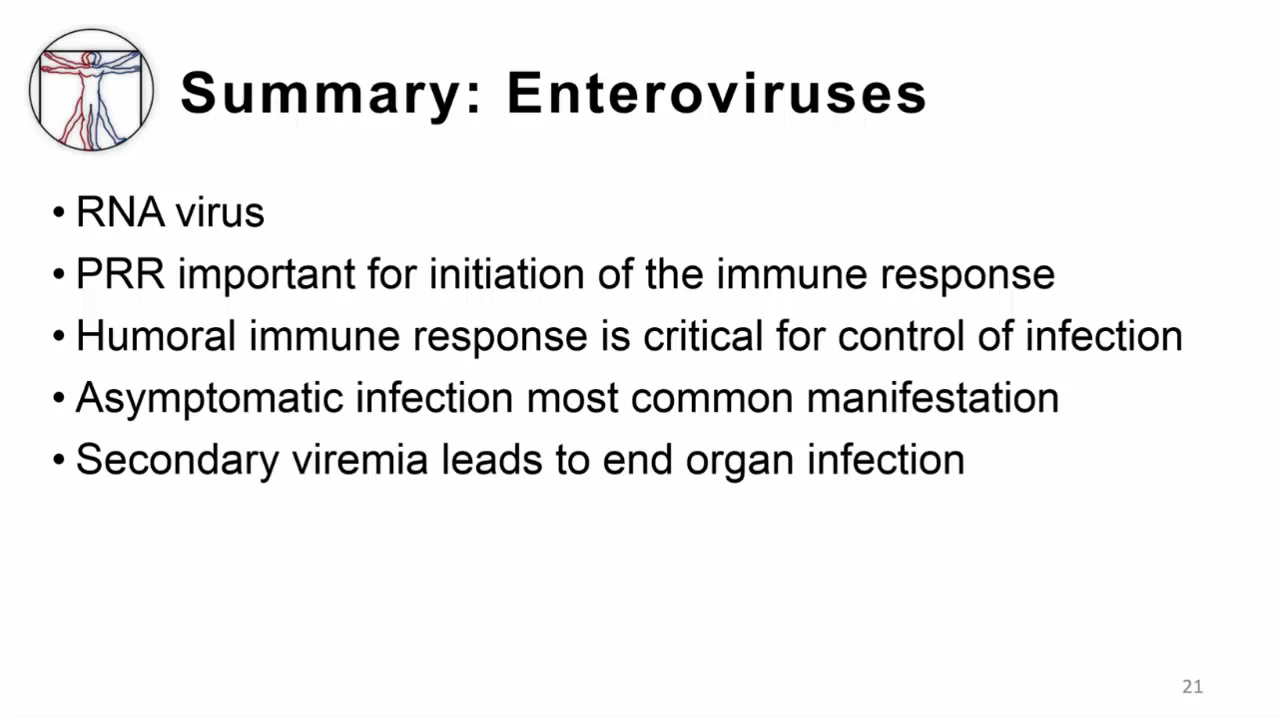 Summary: Enteroviruses
• RNA virus
• PRR important for initiation of the immune response
• Humoral immune response is critical for control of infection
• Asymptomatic infection most common manifestation
• Secondary viremia leads to end organ infection
21